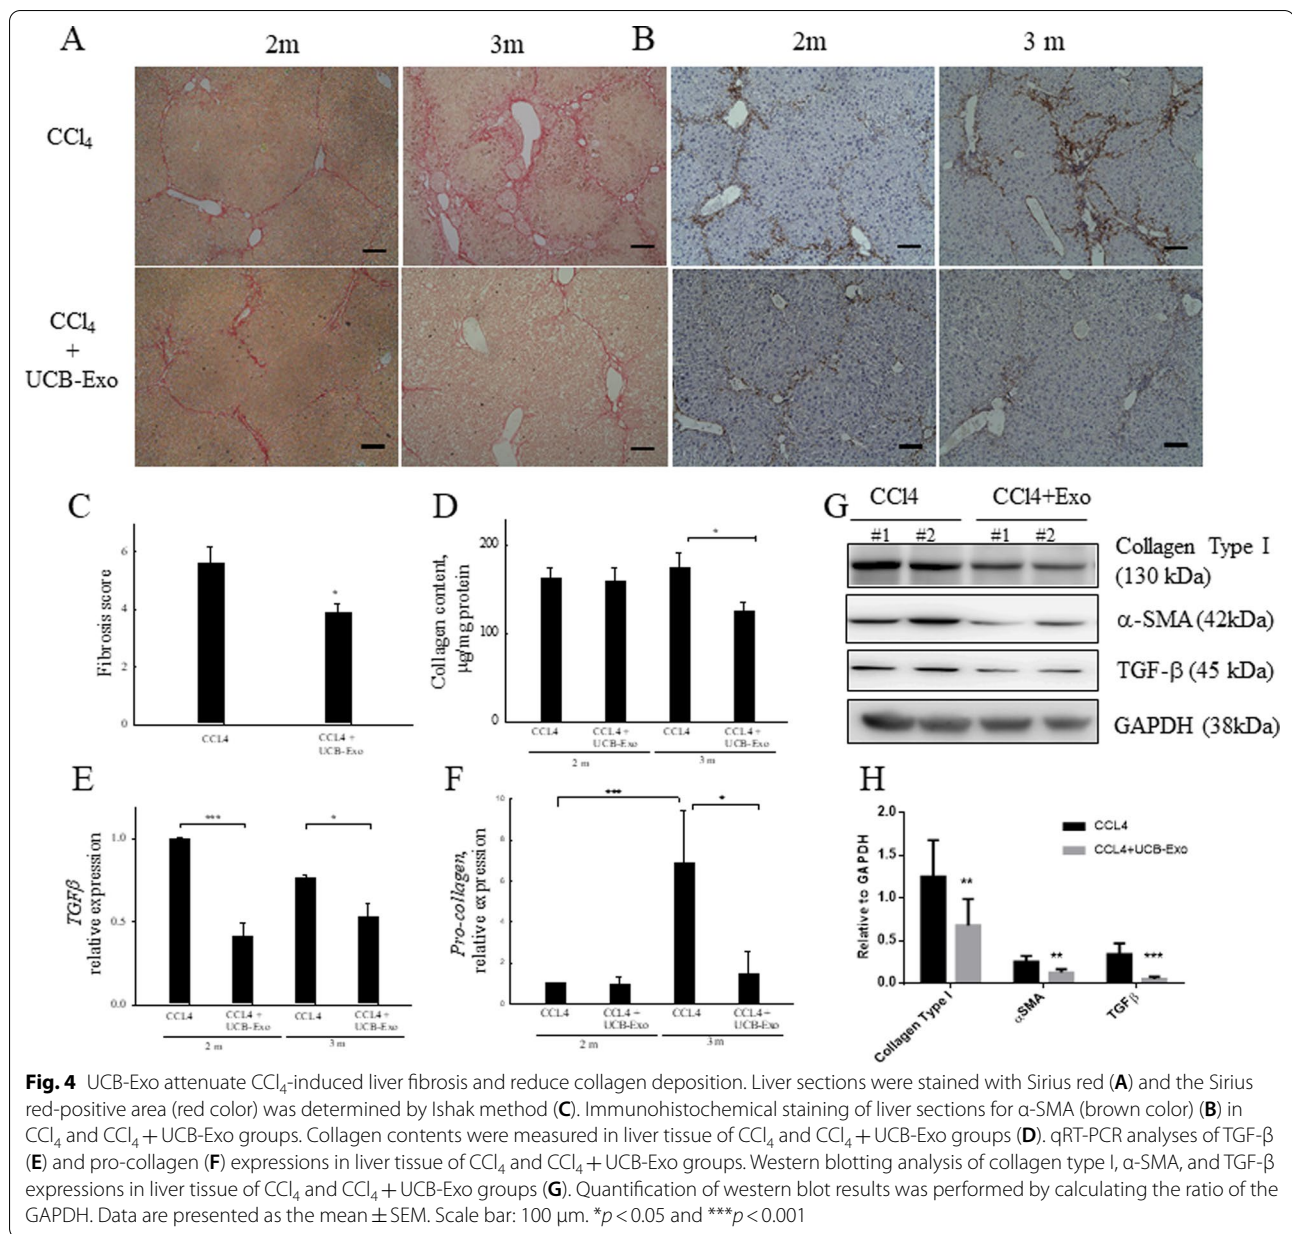 A
2m
3m
B
2m
3 m
CCl4
CCl4
+
UCB-Exo
C
Fibrosis score
6
4
2
0
*
CCL4
CCL4 +
UCB-Exo
D
Collagen content,
µg/mg protein
200
100
0
*
CCL4
CCL4+
UCB-Exo
CCL4
CCL4 +
UCB-Exo
2 m
3 m
G
CCl4
CCl4+Exo
#1
#2
#1
#2
Collagen Type I
(130 kDa)
α-SMA (42kDa)
TGF-β (45 kDa)
GAPDH (38kDa)
E
TGFβ
relative expression
1.0
0.5
0.0
***
*
CCL4
CCL4 +
UCB-Exo
CCL4
CCL4 +
UCB-Exo
2 m
3 m
F
Pro-collagen,
relative expression
10
8
6
4
2
0
***
*
CCL4
CCL4+
UCB-Exo
CCL4
CCL4+
UCB-Exo
2 m
3 m
H
Relative to GAPDH
2.0
1.5
1.0
0.5
0.0
CCL4
CCL4+UCB-Exo
**
**
***
Collagen Type I
αSMA
TGFβ
Fig. 4 UCB-Exo attenuate CCl4-induced liver fibrosis and reduce collagen deposition. Liver sections were stained with Sirius red (A) and the Sirius
red-positive area (red color) was determined by Ishak method (C). Immunohistochemical staining of liver sections for α-SMA (brown color) (B) in
CCl4 and CCl4 + UCB-Exo groups. Collagen contents were measured in liver tissue of CCl4 and CCl4 + UCB-Exo groups (D). qRT-PCR analyses of TGF-β
(E) and pro-collagen (F) expressions in liver tissue of CCl4 and CCl4 + UCB-Exo groups. Western blotting analysis of collagen type I, α-SMA, and TGF-β
expressions in liver tissue of CCl4 and CCl4 + UCB-Exo groups (G). Quantification of western blot results was performed by calculating the ratio of the
GAPDH. Data are presented as the mean ± SEM. Scale bar: 100 µm. *p < 0.05 and ***p < 0.001